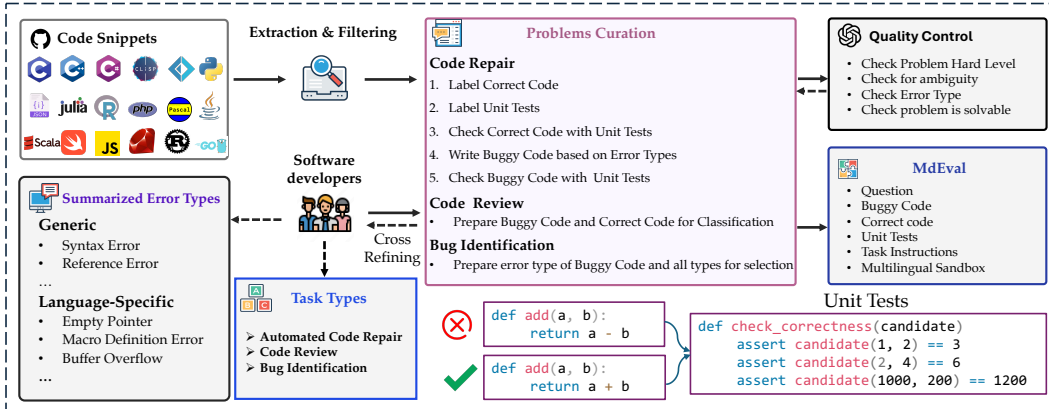 Code Snippets
C
C++
C#
CLISP
{}
JSON
julia
R
php
Pascal
Java
Scala
JS
GO
Extraction & Filtering
Software
developers
Cross
Refining
Summarized Error Types
Generic
• Syntax Error
• Reference Error
...
Language-Specific
• Empty Pointer
• Macro Definition Error
• Buffer Overflow
...
A
B C
Task Types
➤ Automated Code Repair
➤ Code Review
➤ Bug Identification
Problems Curation
Code Repair
1. Label Correct Code
2. Label Unit Tests
3. Check Correct Code with Unit Tests
4. Write Buggy Code based on Error Types
5. Check Buggy Code with Unit Tests
Code Review
• Prepare Buggy Code and Correct Code for Classification
Bug Identification
• Prepare error type of Buggy Code and all types for selection
Quality Control
• Check Problem Hard Level
• Check for ambiguity
• Check Error Type
• Check problem is solvable
MdEval
• Question
• Buggy Code
• Correct code
• Unit Tests
• Task Instructions
• Multilingual Sandbox
def add(a, b):
return a - b
def add(a, b):
return a + b
Unit Tests
def check_correctness(candidate)
assert candidate(1, 2) == 3
assert candidate(2, 4) == 6
assert candidate(1000, 200) == 1200